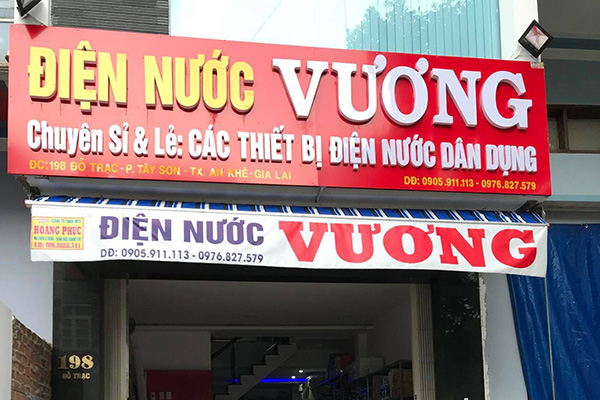 ĐIỆN NƯỚC VƯƠNG
Chuyên Sỉ & Lẻ: CÁC THIẾT BỊ ĐIỆN NƯỚC DÂN DỤNG
ĐC: 198 ĐỖ TRẠC - P. TÂY SƠN - TX. AN KHÊ - GIA LAI
DĐ: 0905.911.113 - 0976.827.579
HOÀNG PHÚC
ĐIỆN NƯỚC VƯƠNG
DĐ: 0905.911.113 - 0976.827.579
198
ĐỖ TRẠC